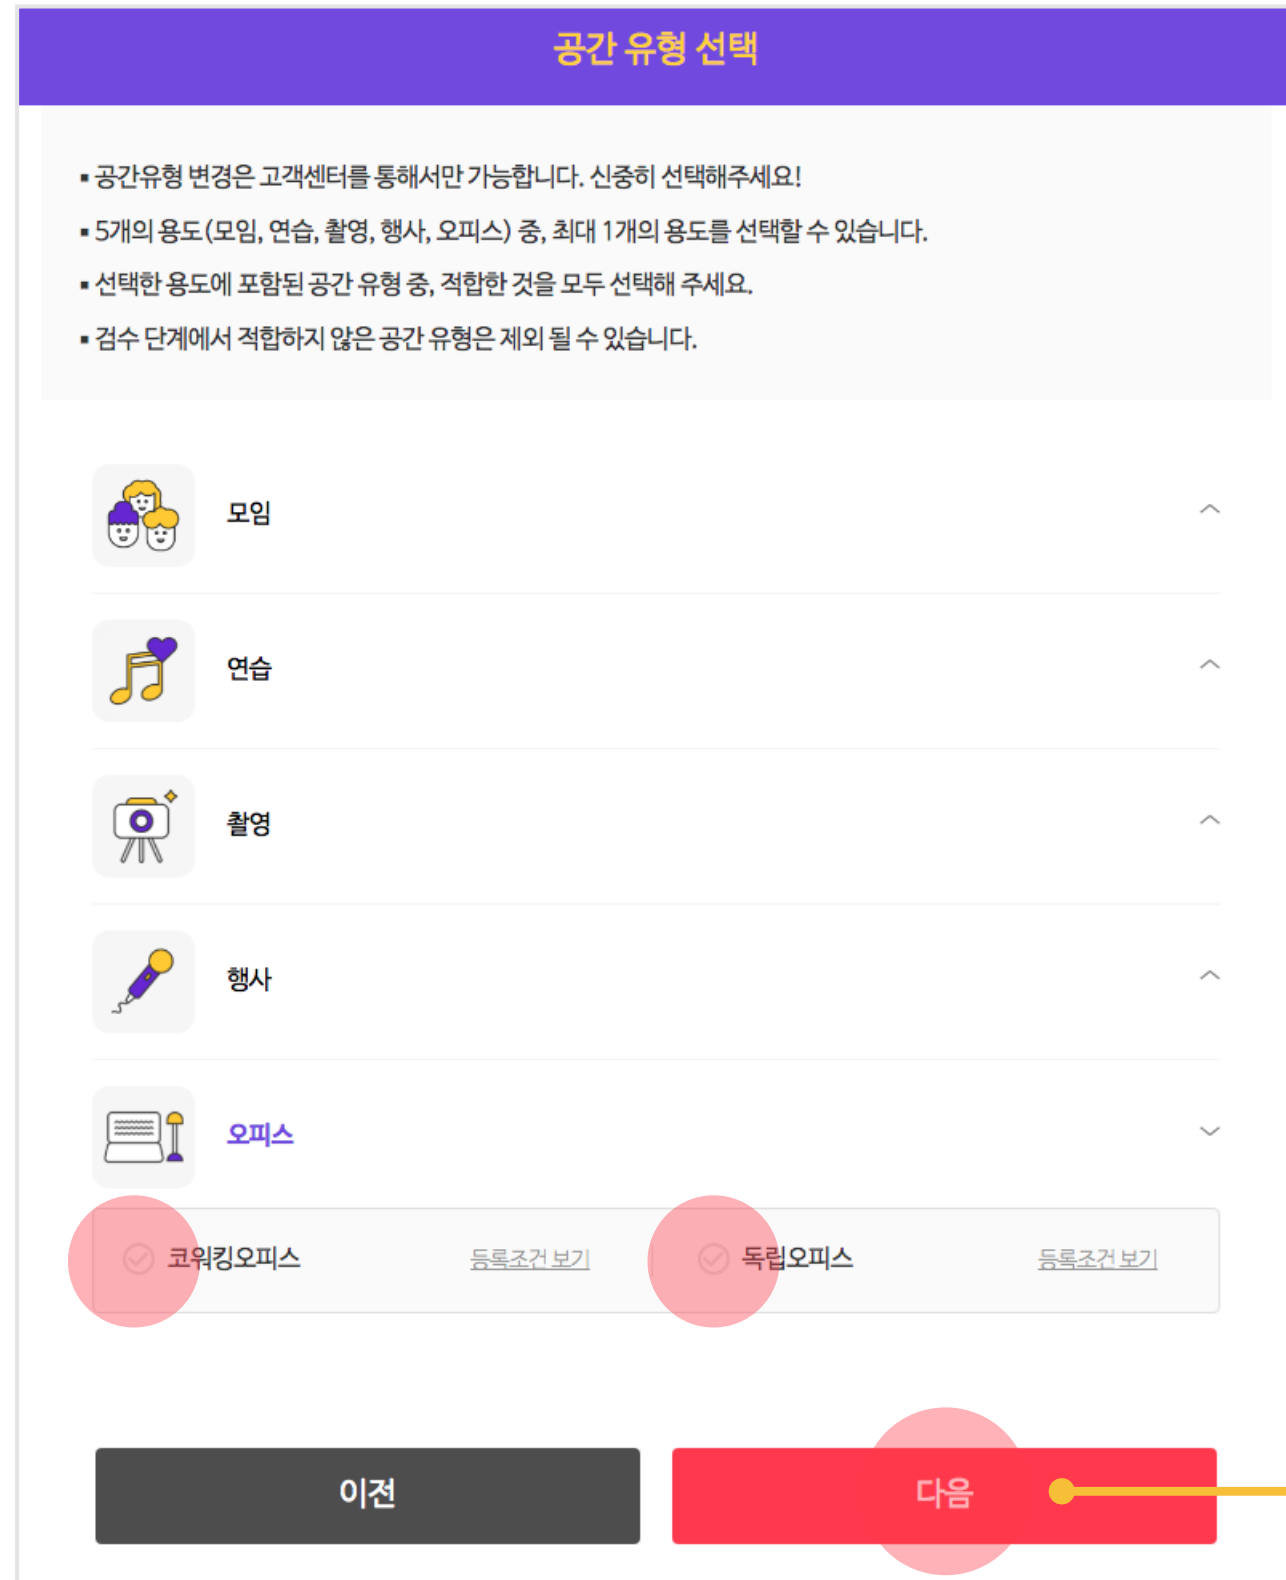 공간 유형 선택
▪ 공간유형 변경은 고객센터를 통해서만 가능합니다. 신중히 선택해주세요!
▪ 5개의 용도(모임, 연습, 촬영, 행사, 오피스) 중, 최대 1개의 용도를 선택할 수 있습니다.
▪ 선택한 용도에 포함된 공간 유형 중, 적합한 것을 모두 선택해 주세요.
▪ 검수 단계에서 적합하지 않은 공간 유형은 제외 될 수 있습니다.
모임
연습
촬영
행사
오피스
코워킹오피스 등록조건 보기 독립오피스 등록조건 보기
이전 다음